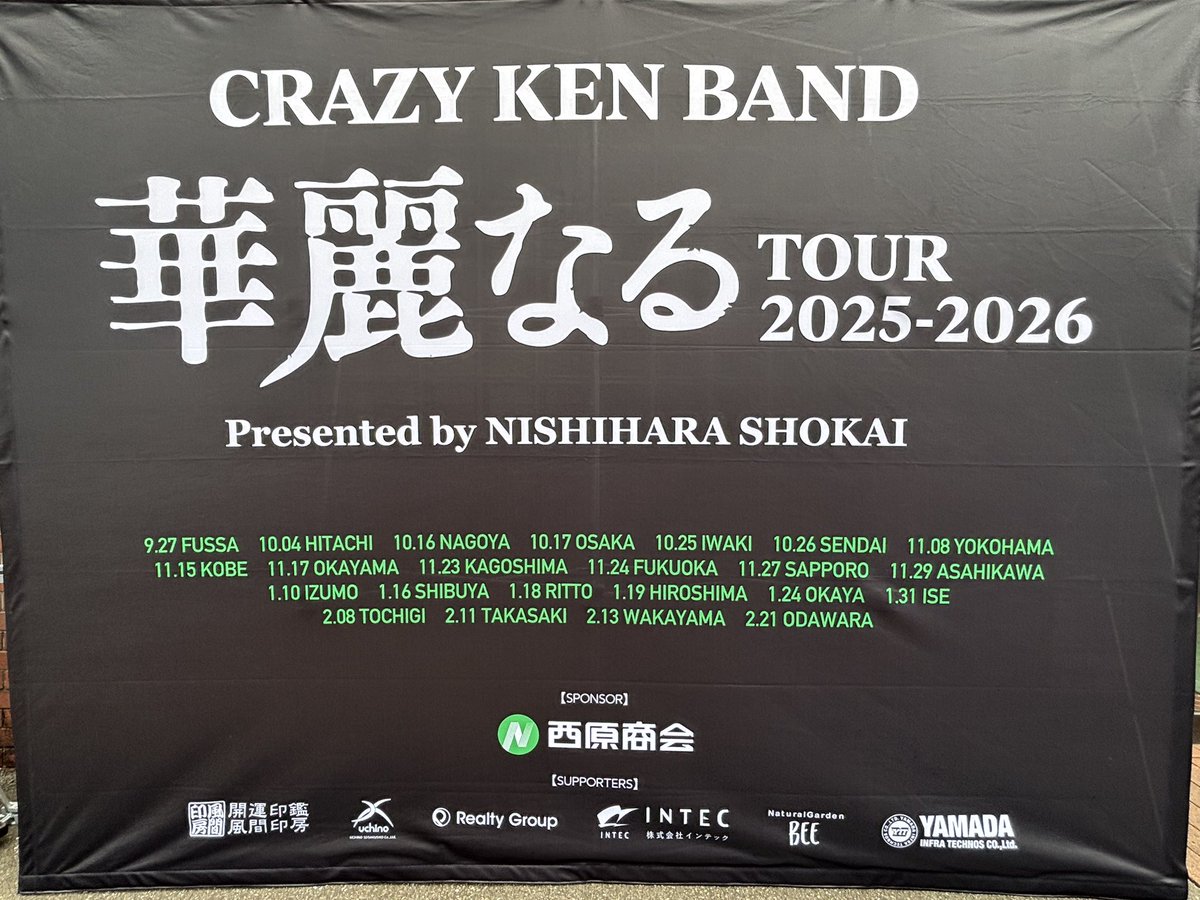 CRAZY KEN BAND
華麗なる TOUR
2025-2026
Presented by NISHIHARA SHOKAI
9.27 FUSSA 10.04 HITACHI 10.16 NAGOYA 10.17 OSAKA 10.25 IWAKI 10.26 SENDAI 11.08 YOKOHAMA
11.15 KOBE 11.17 OKAYAMA 11.23 KAGOSHIMA 11.24 FUKUOKA 11.27 SAPPORO 11.29 ASAHIKAWA
1.10 IZUMO 1.16 SHIBUYA 1.18 RITTO 1.19 HIROSHIMA 1.24 OKAYA 1.31 ISE
2.08 TOCHIGI 2.11 TAKASAKI 2.13 WAKAYAMA 2.21 ODAWARA
【SPONSOR】
N 西原商会
【SUPPORTERS】
風間印房 開運印鑑
風間印房
uchino
Realty Group
INTEC
INTEC
株式会社インテック
NaturalGarden
BEE
YAMADA
INFRA TECHNOS CO.,Ltd.